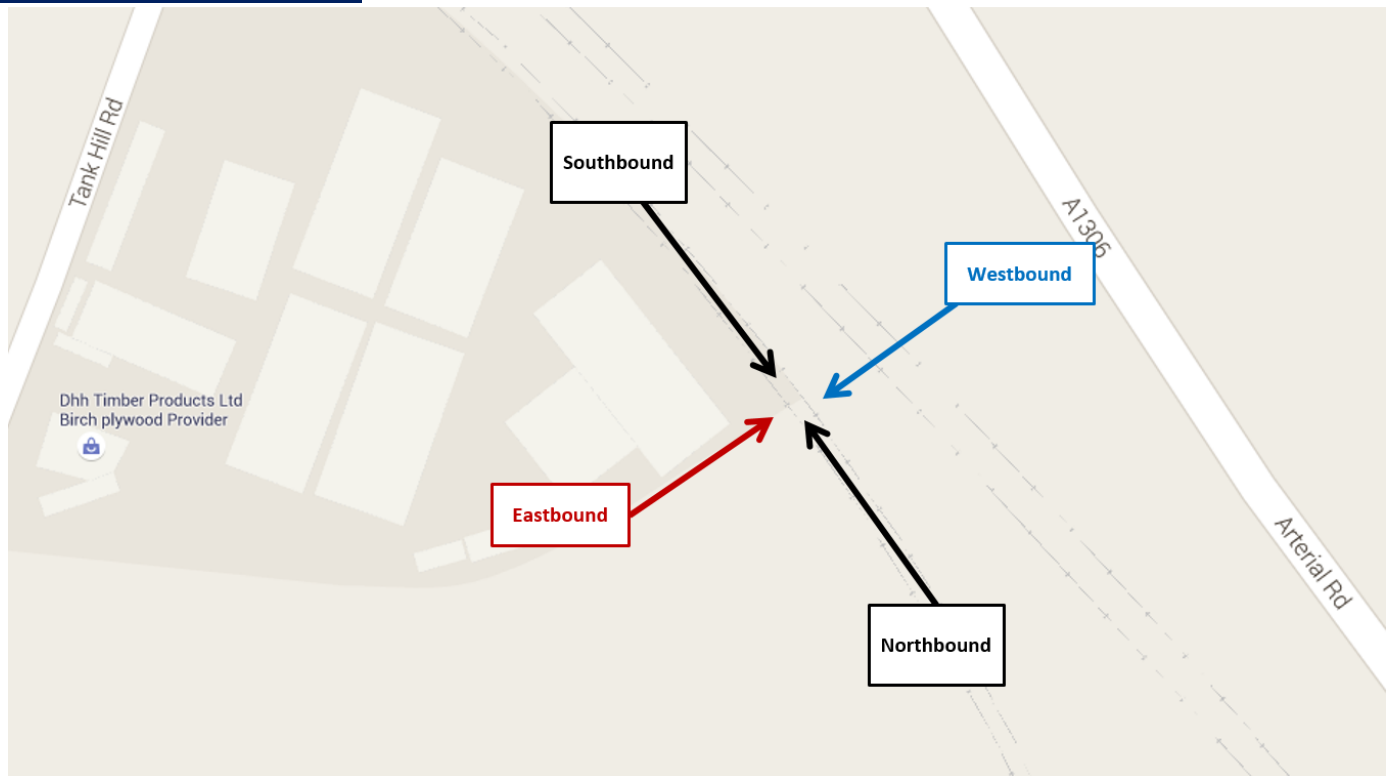 Tank Hill Rd
Southbound
A1306
Westbound
Dhh Timber Products Ltd
Birch plywood Provider
Eastbound
Arterial Rd
Northbound